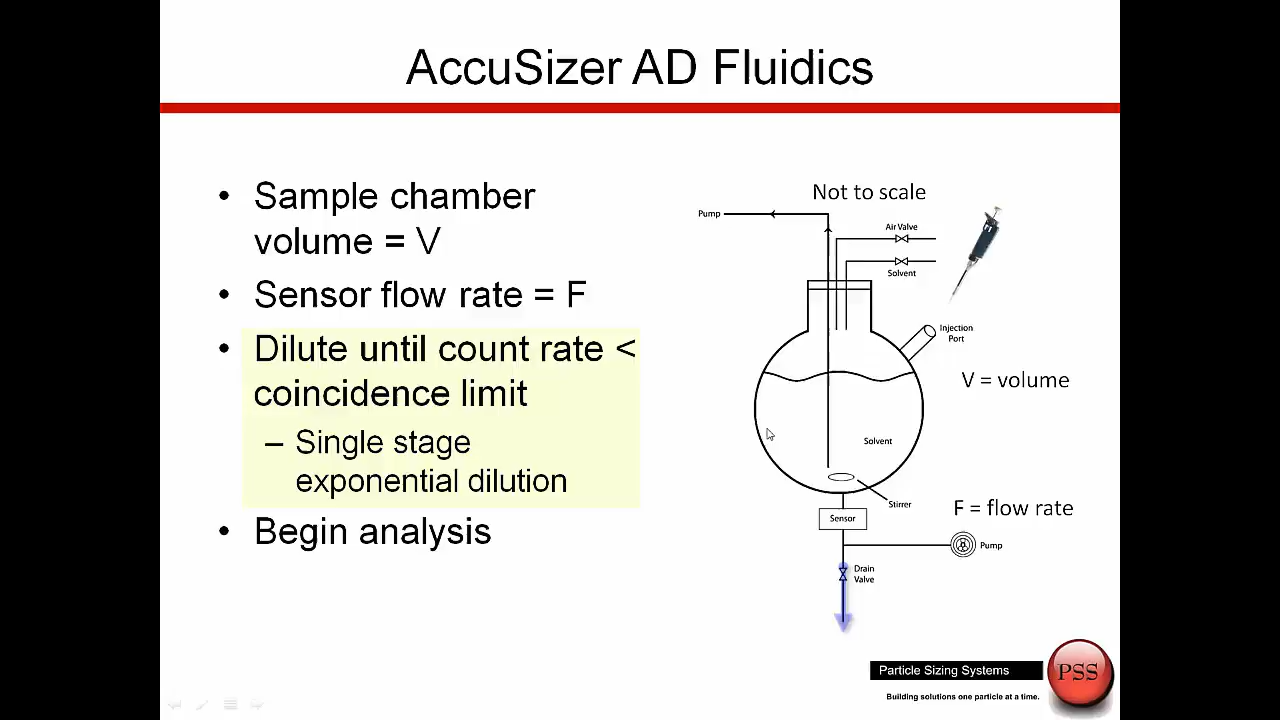 AccuSizer AD Fluidics
• Sample chamber
volume = V
• Sensor flow rate = F
• Dilute until count rate <
coincidence limit
– Single stage
exponential dilution
• Begin analysis
Not to scale
Pump
Air Valve
Solvent
Injection
Port
V = volume
Solvent
Stirrer
Sensor
F = flow rate
Pump
Drain
Valve
Particle Sizing Systems
PSS
Building solutions one particle at a time.